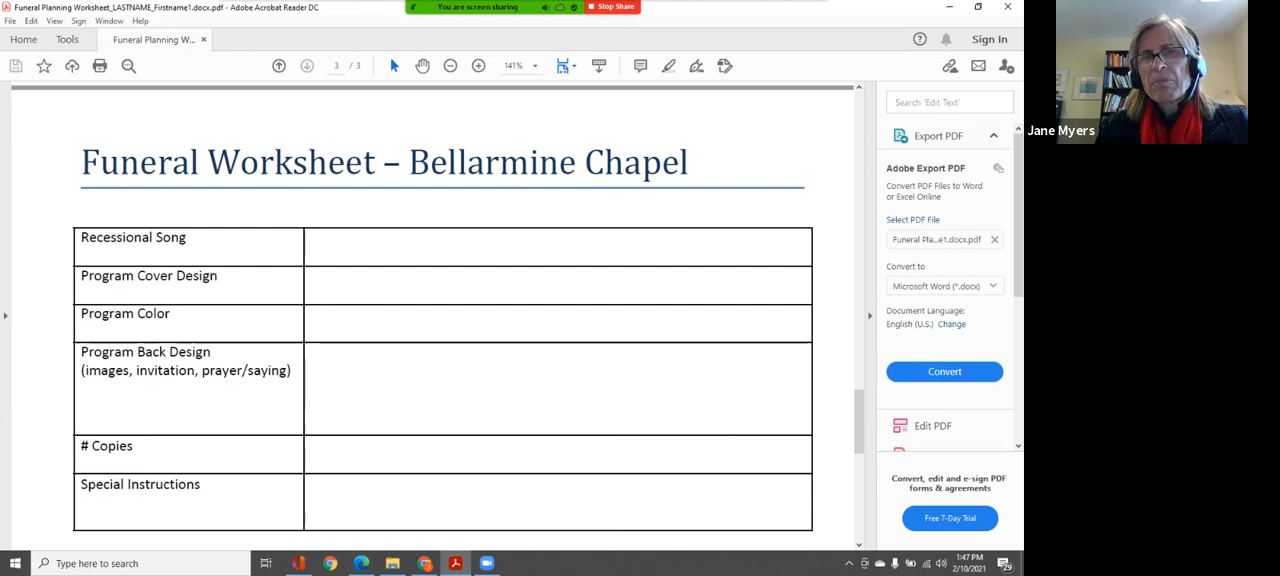 Funeral Planning Worksheet_LASTNAME_Firstname1.docx.pdf - Adobe Acrobat Reader DC
You are screen sharing
Stop Share
File Edit View Sign Window Help
Home Tools Funeral Planning W... ×
Sign In
3 / 3
141%
Search 'Edit Text'
Jane Myers
Export PDF
Funeral Worksheet – Bellarmine Chapel
Adobe Export PDF
Convert PDF Files to Word
or Excel Online
Select PDF File
Funeral Pla...e1.docx.pdf
Convert to
Microsoft Word (*.docx)
Document Language:
English (U.S.) Change
Convert
Edit PDF
Convert, edit and e-sign PDF
forms & agreements
Free 7-Day Trial
Recessional Song
Program Cover Design
Program Color
Program Back Design
(images, invitation, prayer/saying)
# Copies
Special Instructions
Type here to search
1:47 PM
2/10/2021
29